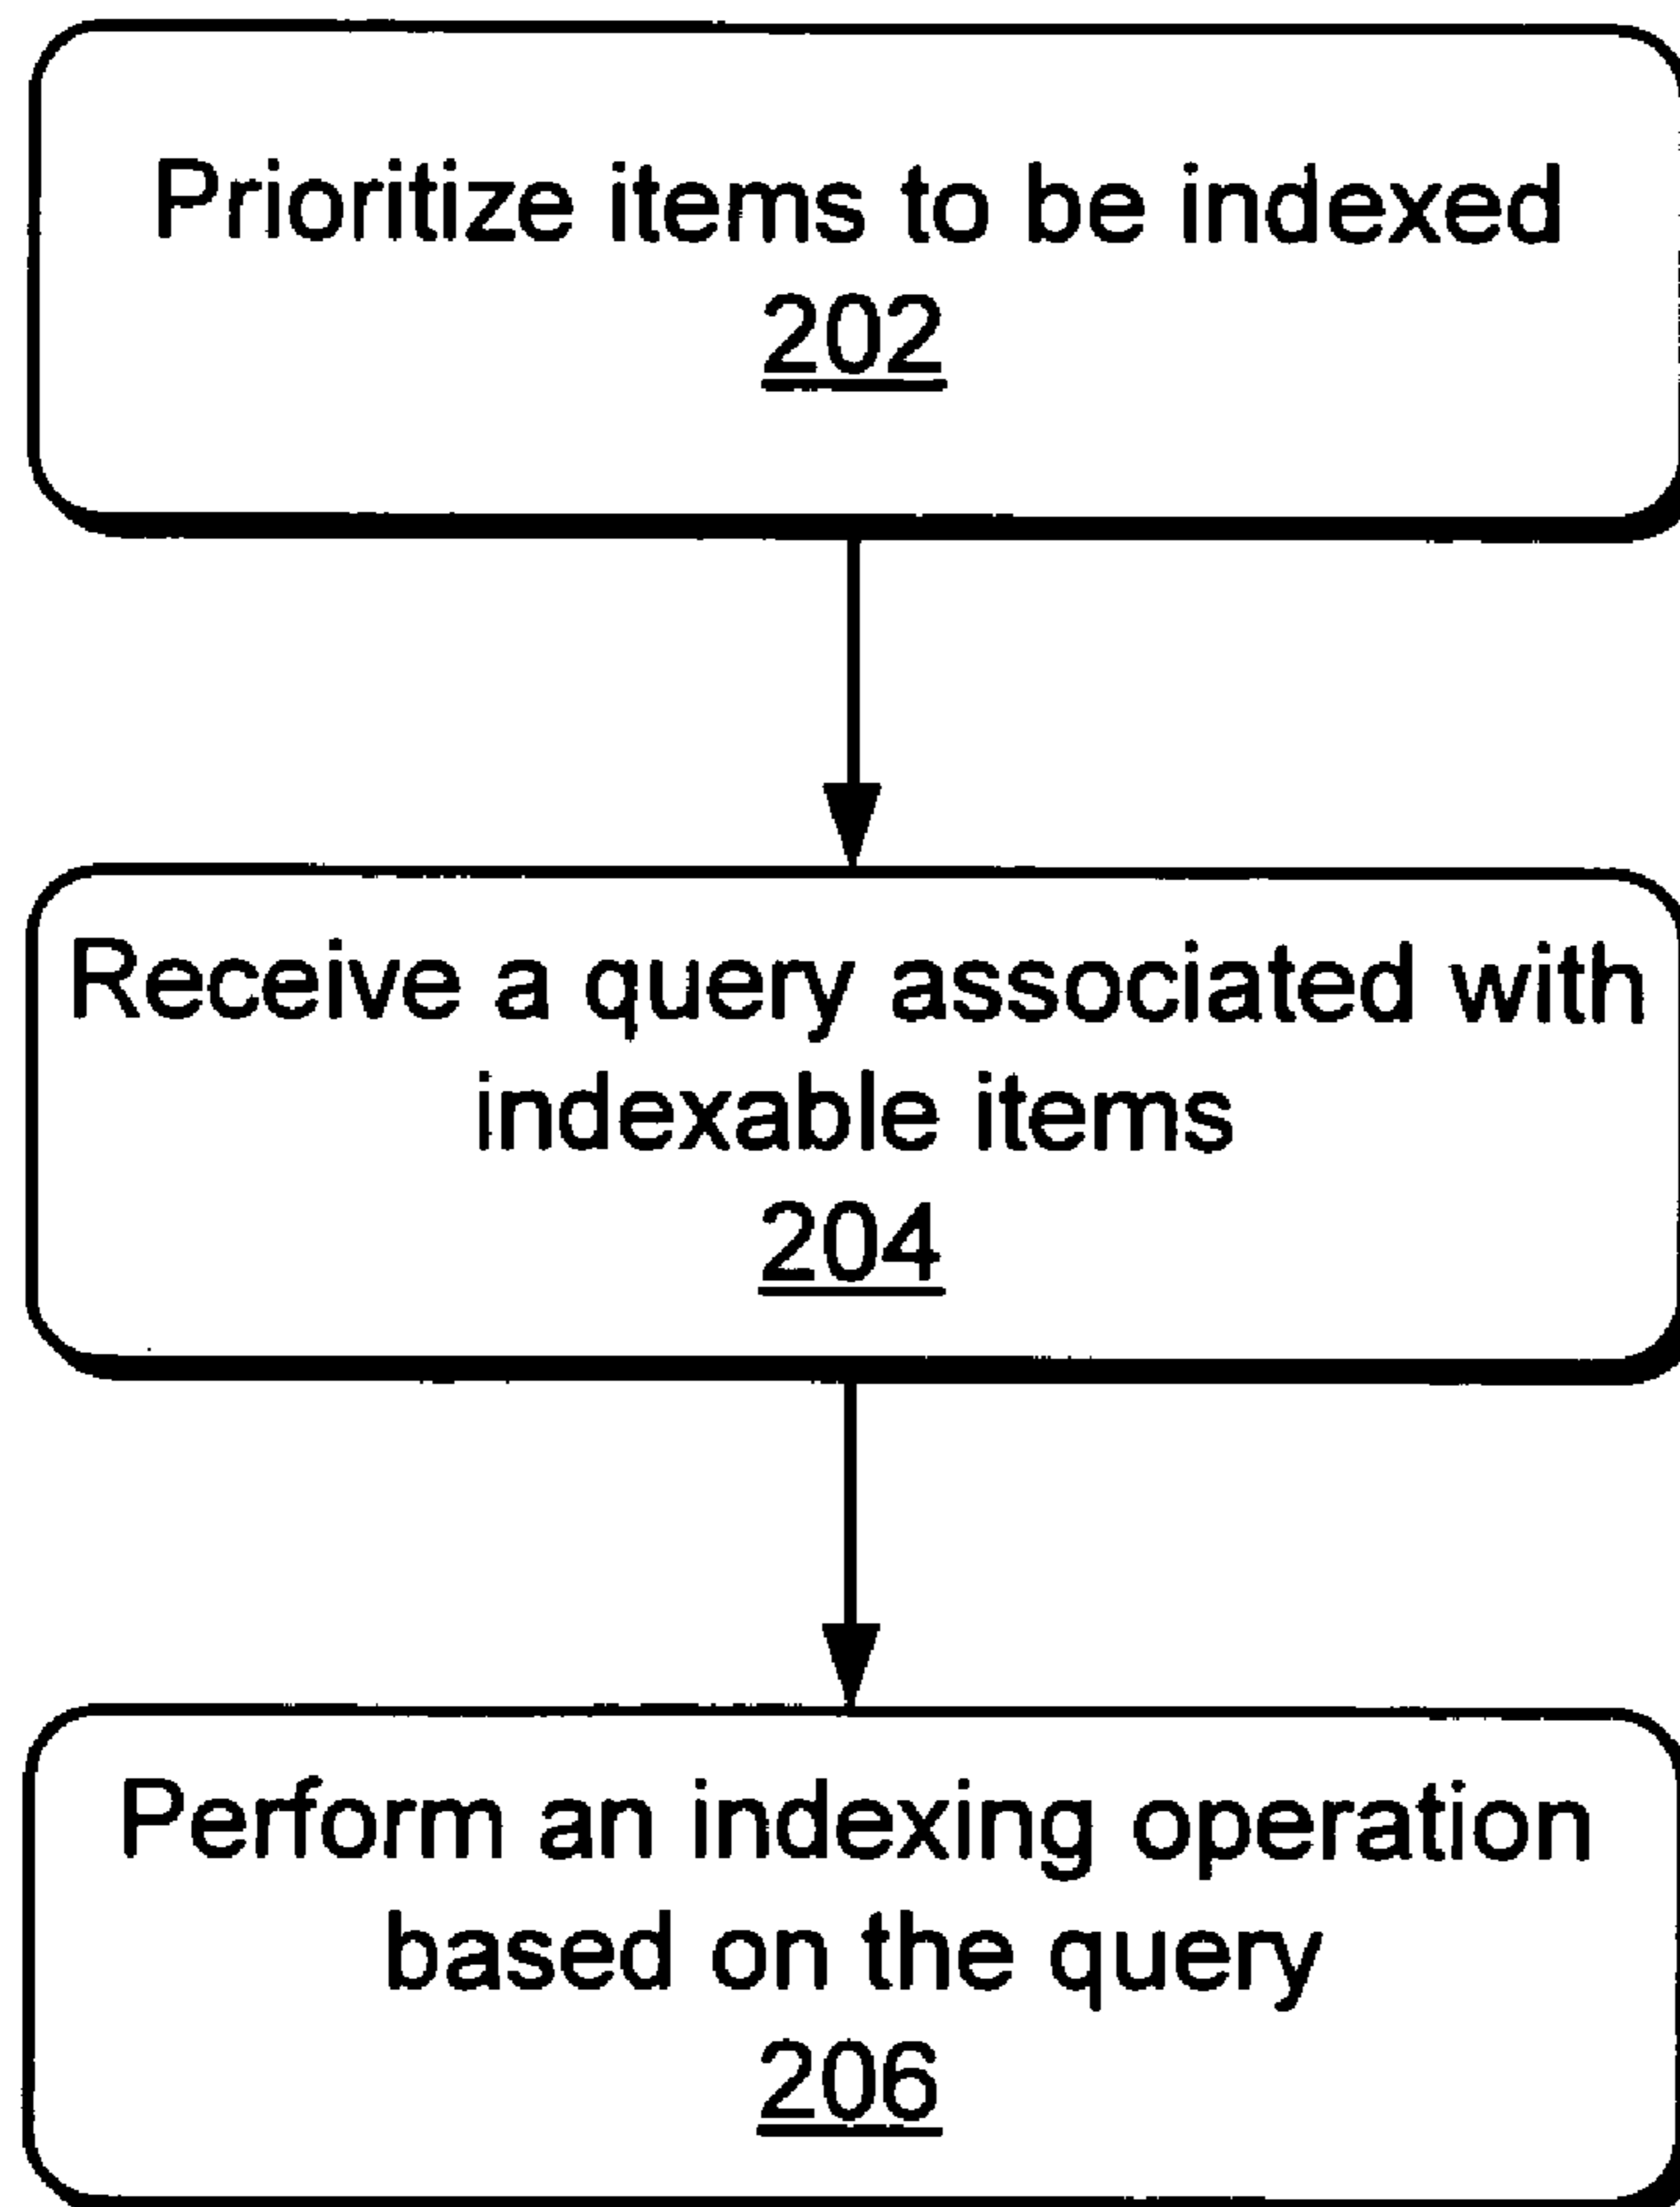 Prioritize items to be indexed
202
Receive a query associated with
indexable items
204
Perform an indexing operation
based on the query
206